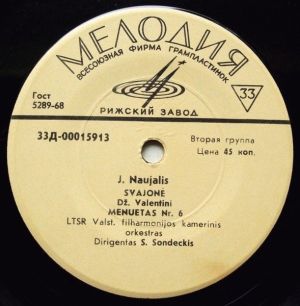 МЕЛОДИЯ
ВСЕСОЮЗНАЯ ФИРМА ГРАМПЛАСТИНОК
33
Гост
5289-68
РИЖСКИЙ ЗАВОД
33Д-00015913
Вторая группа
Цена 45 коп.
J. Naujalis
SVAJONĖ
Dž. Valentini
MENUETAS Nr. 6
LTSR Valst. filharmonijos kamerinis
orkestras
Dirigentas S. Sondeckis